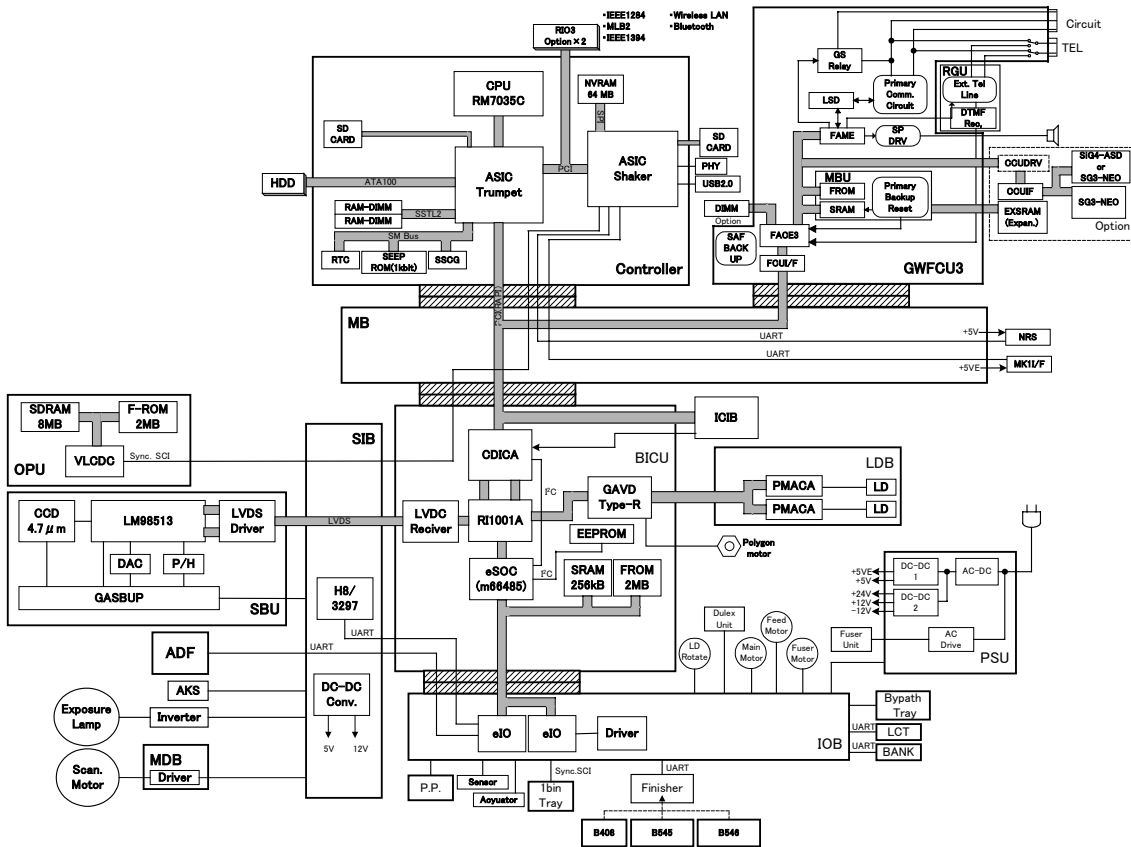 ・IEEE1284
・MLB2
・IEEE1394
・Wireless LAN
・Bluetooth
RIO3
Option×2
Circuit
TEL
GS
Relay
Primary
Comm.
Circuit
RGU
Ext. Tel
Line
DTMF
Rec,
LSD
FAME
SP
DRV
CPU
RM7035C
NVRAM
64 MB
SPI
SD
CARD
SD
CARD
ASIC
Trumpet
PCI
ASIC
Shaker
PHY
USB2.0
HDD
ATA100
RAM-DIMM
RAM-DIMM
SSTL2
SM Bus
RTC
SEEP
ROM(1kbit)
SSCG
Controller
CCUDRV
CCUIF
SiG4-ASD
or
SG3-NEO
SG3-NEO
EXSRAM
(Expan.)
Option
MBU
FROM
SRAM
Primary
Backup
Reset
DIMM
Option
SAF
BACK
UP
FACE3
FCUI/F
GWFCU3
PCI(RAPI)
MB
UART
+5V
NRS
UART
+5VE
MK1I/F
SDRAM
8MB
F-ROM
2MB
VLCDC
OPU
Sync. SCI
SIB
CDICA
ICIB
BICU
I²C
GAVD
Type-R
LDB
PMACA
LD
PMACA
LD
CCD
4.7μm
LM98513
LVDS
Driver
LVDS
LVDC
Reciver
RI1001A
DAC
P/H
GASBUP
SBU
EEPROM
Polygon
motor
eSOC
(m66485)
I²C
SRAM
256kB
FROM
2MB
H8/
3297
UART
+5VE
+5V
+24V
+12V
-12V
DC-DC
1
DC-DC
2
AC-DC
Fuser
Unit
AC
Drive
PSU
ADF
UART
AKS
Exposure
Lamp
Inverter
DC-DC
Conv.
5V
12V
Scan.
Motor
MDB
Driver
LD
Rotate
Dulex
Unit
Main
Motor
Feed
Motor
Fuser
Motor
eIO
eIO
Driver
IOB
Bypath
Tray
UART
LCT
UART
BANK
P.P.
Sensor
Acyuator
Sync.SCI
1bin
Tray
UART
Finisher
B408
B545
B546